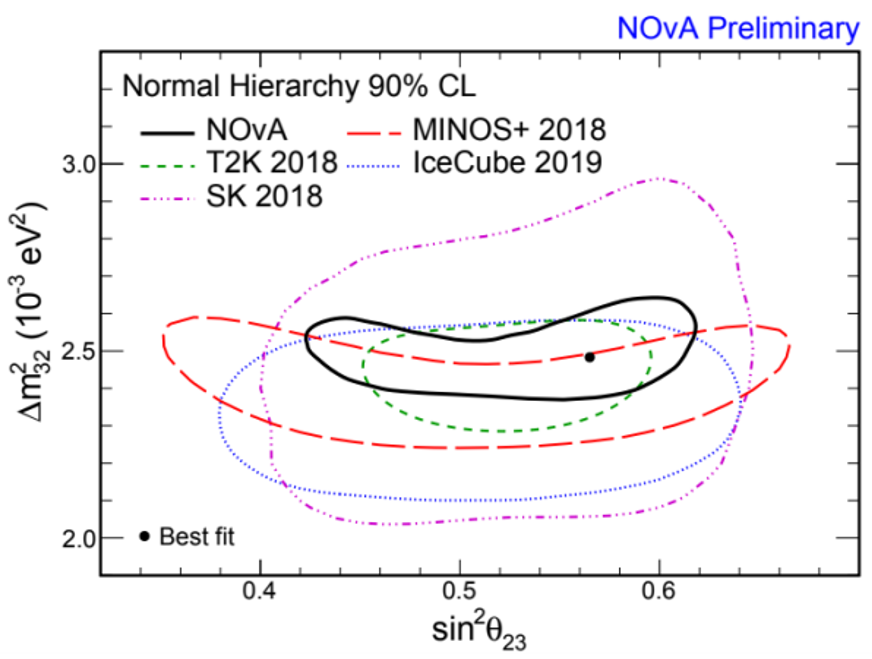 NOvA Preliminary
Normal Hierarchy 90% CL
NOvA MINOS+ 2018
T2K 2018 IceCube 2019
SK 2018
3.0
2.5
2.0
Δm²₃₂ (10⁻³ eV²)
Best fit
0.4 0.5 0.6
sin²θ₂₃